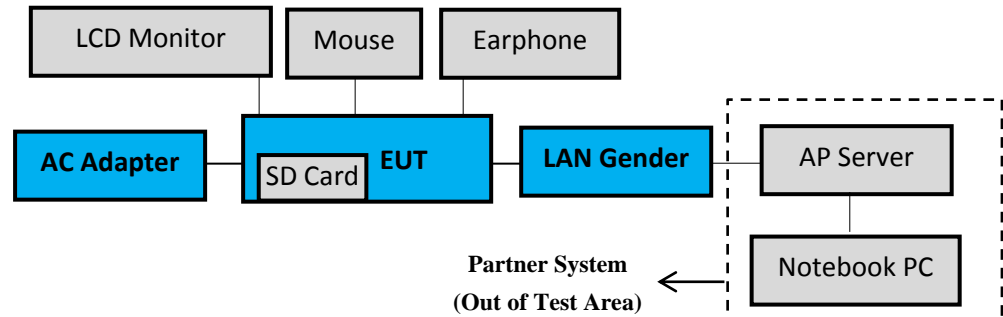 LCD Monitor
Mouse
Earphone
AC Adapter
EUT
SD Card
LAN Gender
AP Server
Notebook PC
Partner System
(Out of Test Area)